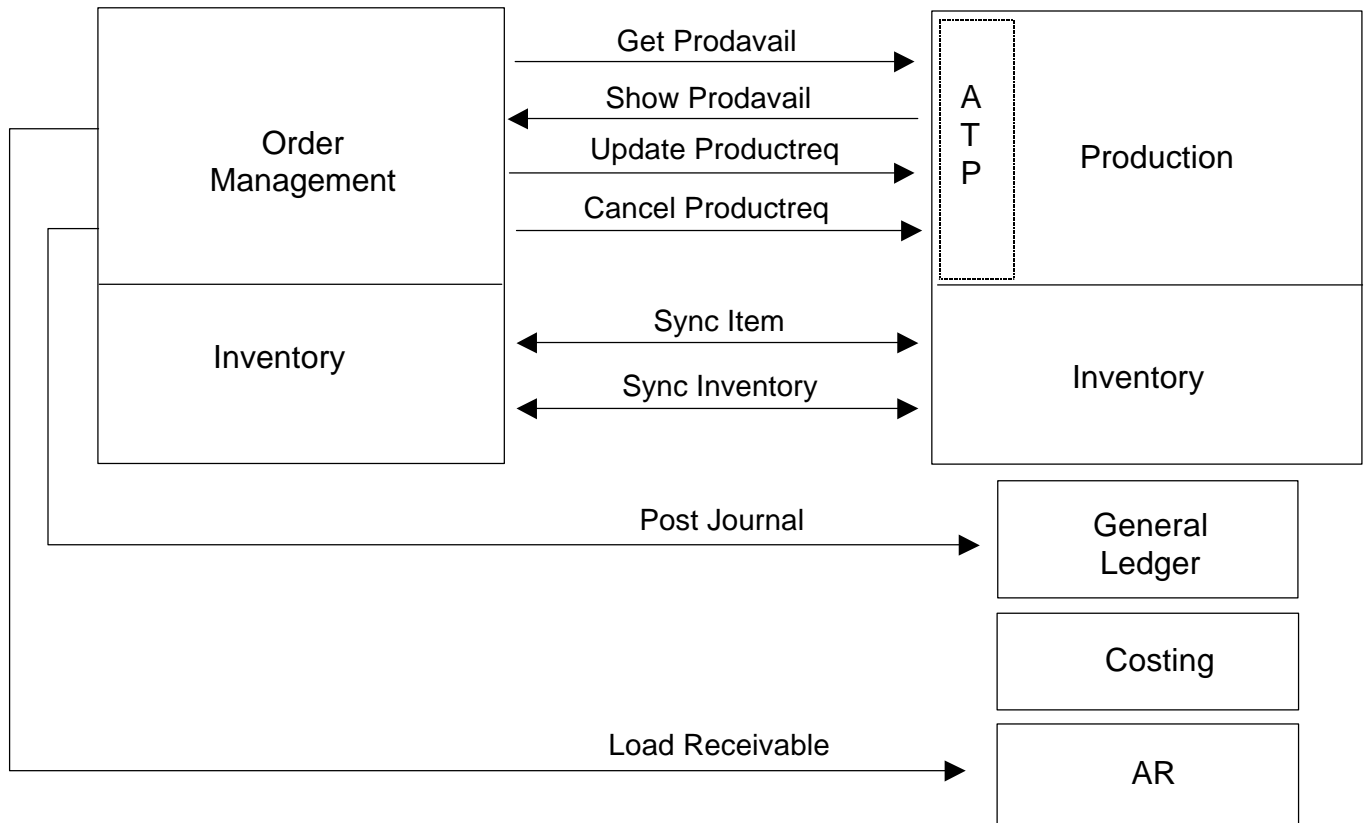 Get Prodavail
Show Prodavail
Update Productreq
Cancel Productreq
Order
Management
A
T
P
Production
Sync Item
Sync Inventory
Inventory
Inventory
Post Journal
General
Ledger
Costing
Load Receivable
AR